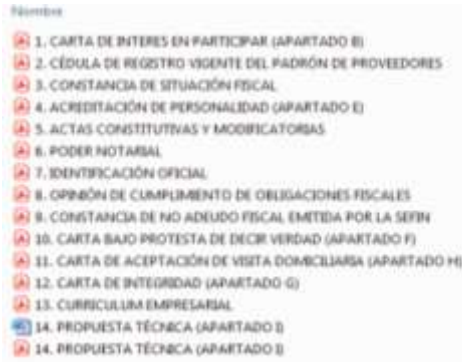 Nombre
1. CARTA DE INTERES EN PARTICIPAR (APARTADO B)
2. CÉDULA DE REGISTRO VIGENTE DEL PADRÓN DE PROVEEDORES
3. CONSTANCIA DE SITUACIÓN FISCAL
4. ACREDITACIÓN DE PERSONALIDAD (APARTADO E)
5. ACTAS CONSTITUTIVAS Y MODIFICATORIAS
6. PODER NOTARIAL
7. IDENTIFICACIÓN OFICIAL
8. OPINIÓN DE CUMPLIMIENTO DE OBLIGACIONES FISCALES
9. CONSTANCIA DE NO ADEUDO FISCAL EMITIDA POR LA SEFIN
10. CARTA BAJO PROTESTA DE DECIR VERDAD (APARTADO F)
11. CARTA DE ACEPTACIÓN DE VISITA DOMICILIARIA (APARTADO H)
12. CARTA DE INTEGRIDAD (APARTADO G)
13. CURRICULUM EMPRESARIAL
14. PROPUESTA TÉCNICA (APARTADO I)
14. PROPUESTA TÉCNICA (APARTADO I)